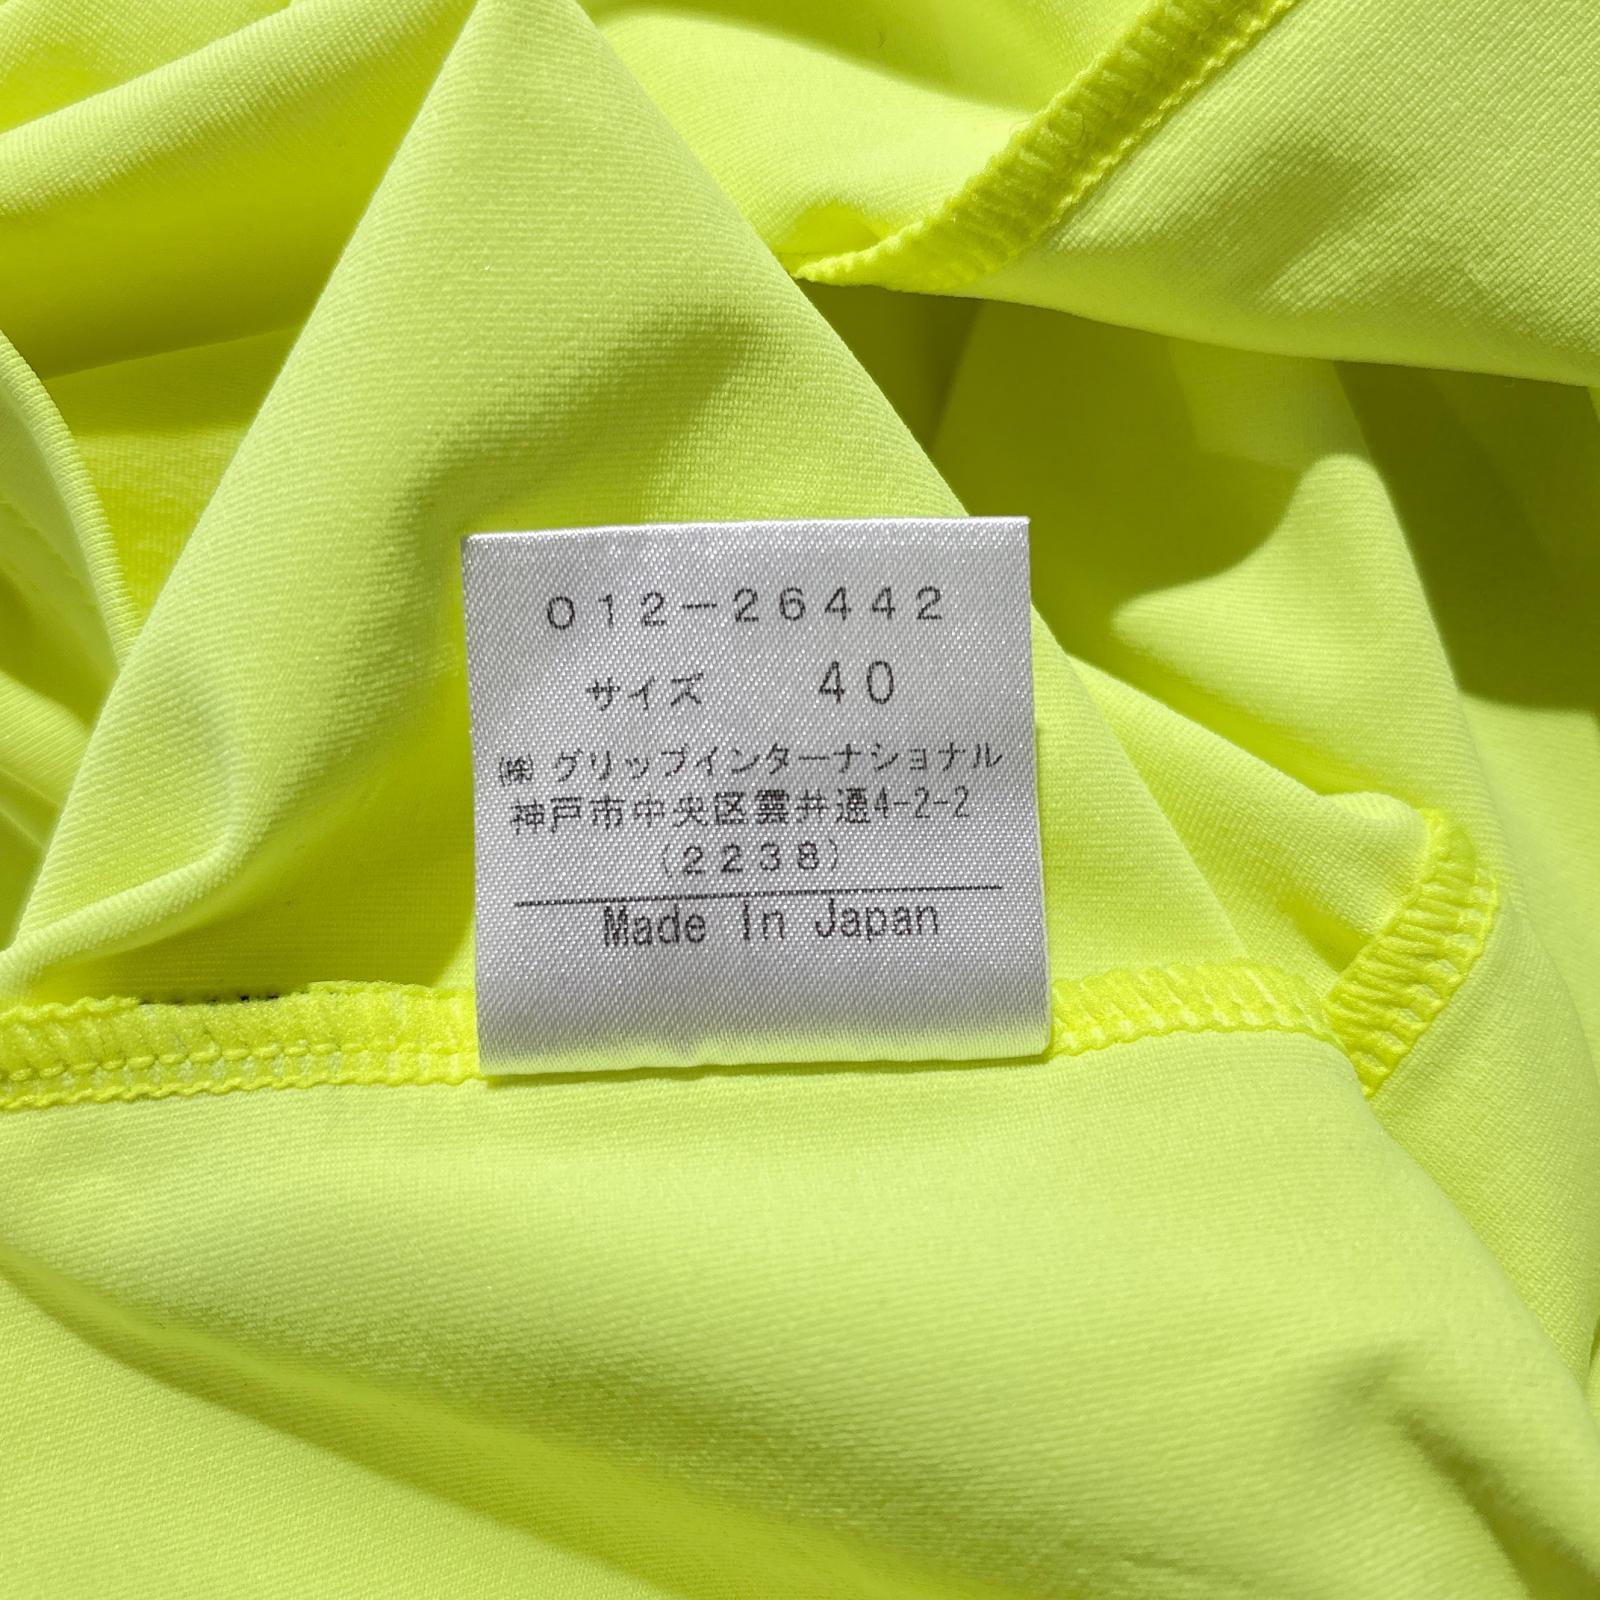 012-26442
サイズ 40
㈱グリップインターナショナル
神戸市中央区雲井通4-2-2
(2238)
Made In Japan